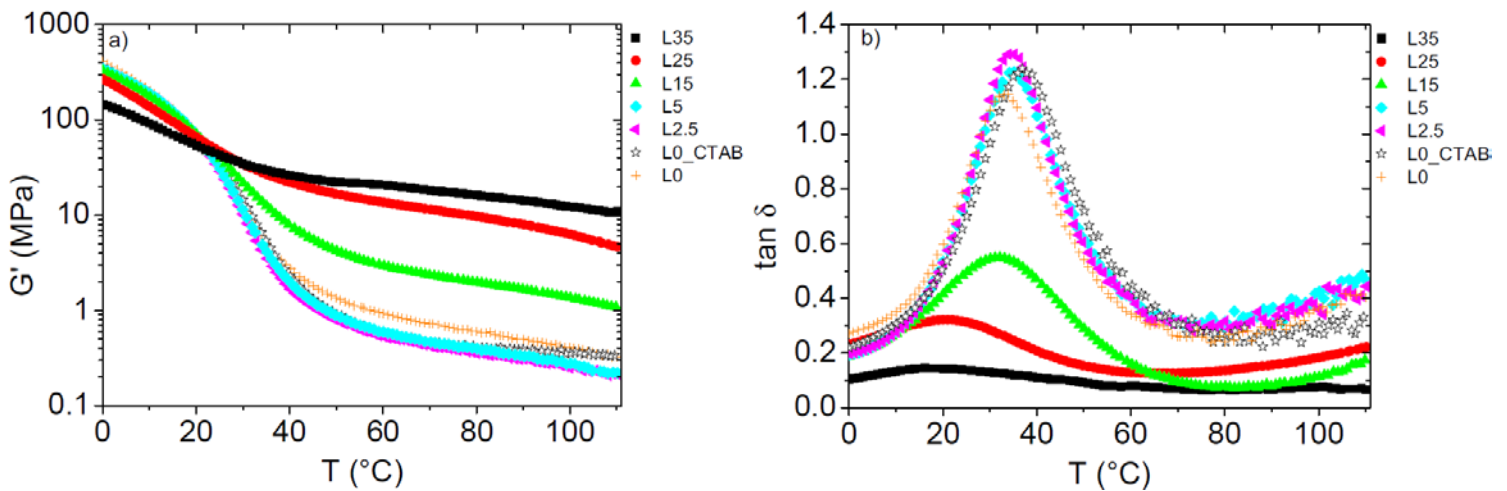 a)
G' (MPa)
1000
100
10
1
0.1
0 20 40 60 80 100
T (°C)
L35
L25
L15
L5
L2.5
L0_CTAB
L0
b)
tan δ
1.4
1.2
1.0
0.8
0.6
0.4
0.2
0.0
0 20 40 60 80 100
T (°C)
L35
L25
L15
L5
L2.5
L0_CTAB
L0